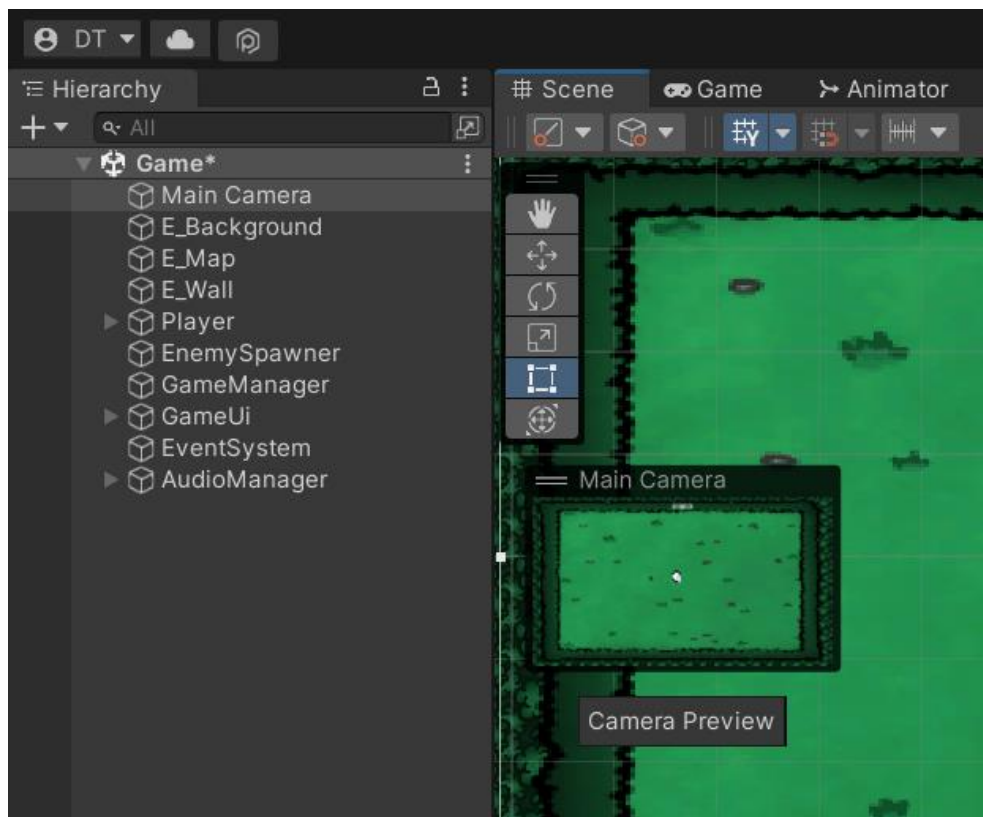 DT
Hierarchy
Scene
Game
Animator
All
Game*
Main Camera
E_Background
E_Map
E_Wall
Player
EnemySpawner
GameManager
GameUi
EventSystem
AudioManager
Main Camera
Camera Preview